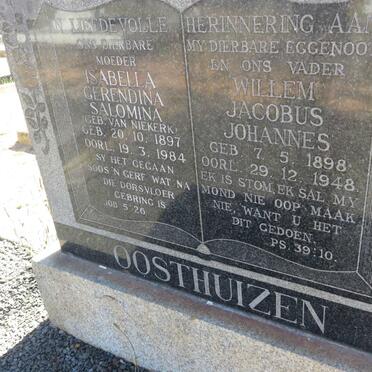 IN LIEFDEVOLLE HERINNERING AAN
ONS DIERBARE
MOEDER
ISABELLA
GERENDINA
SALOMINA
(GEB. VAN NIEKERK)
GEB. 20. 10. 1897
OORL. 19. 3. 1984
SY HET GEGAAN
SOOS 'N GERF WAT NA
DIE DORSVLOER
GEBRING IS
JOB 5:26
MY DIERBARE EGGENOOT
EN ONS VADER
WILLEM
JACOBUS
JOHANNES
GEB. 7. 5. 1898.
OORL. 29. 12. 1948.
EK IS STOM, EK SAL MY
MOND NIE OOP MAAK
NIE, WANT U HET
DIT GEDOEN.
PS. 39:10.
OOSTHUIZEN